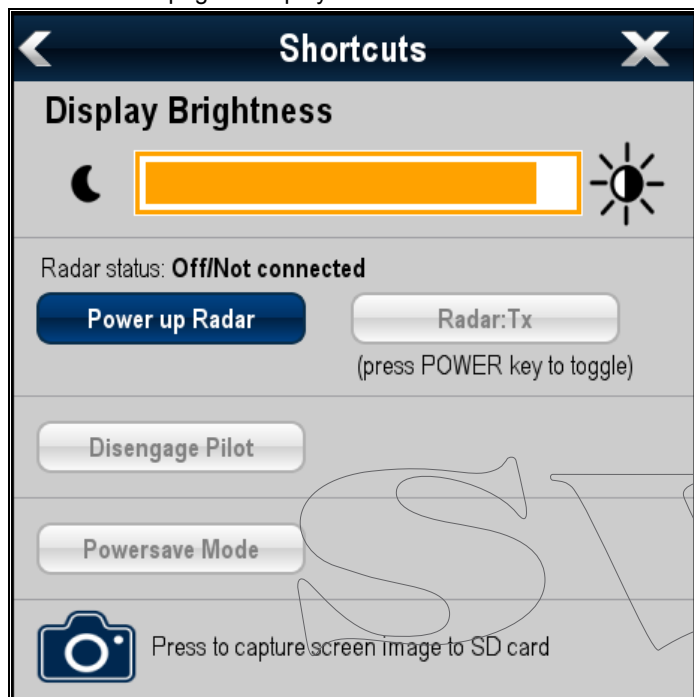 Shortcuts
Display Brightness
Radar status: Off/Not connected
Power up Radar
Radar:Tx
(press POWER key to toggle)
Disengage Pilot
Powersave Mode
Press to capture screen image to SD card